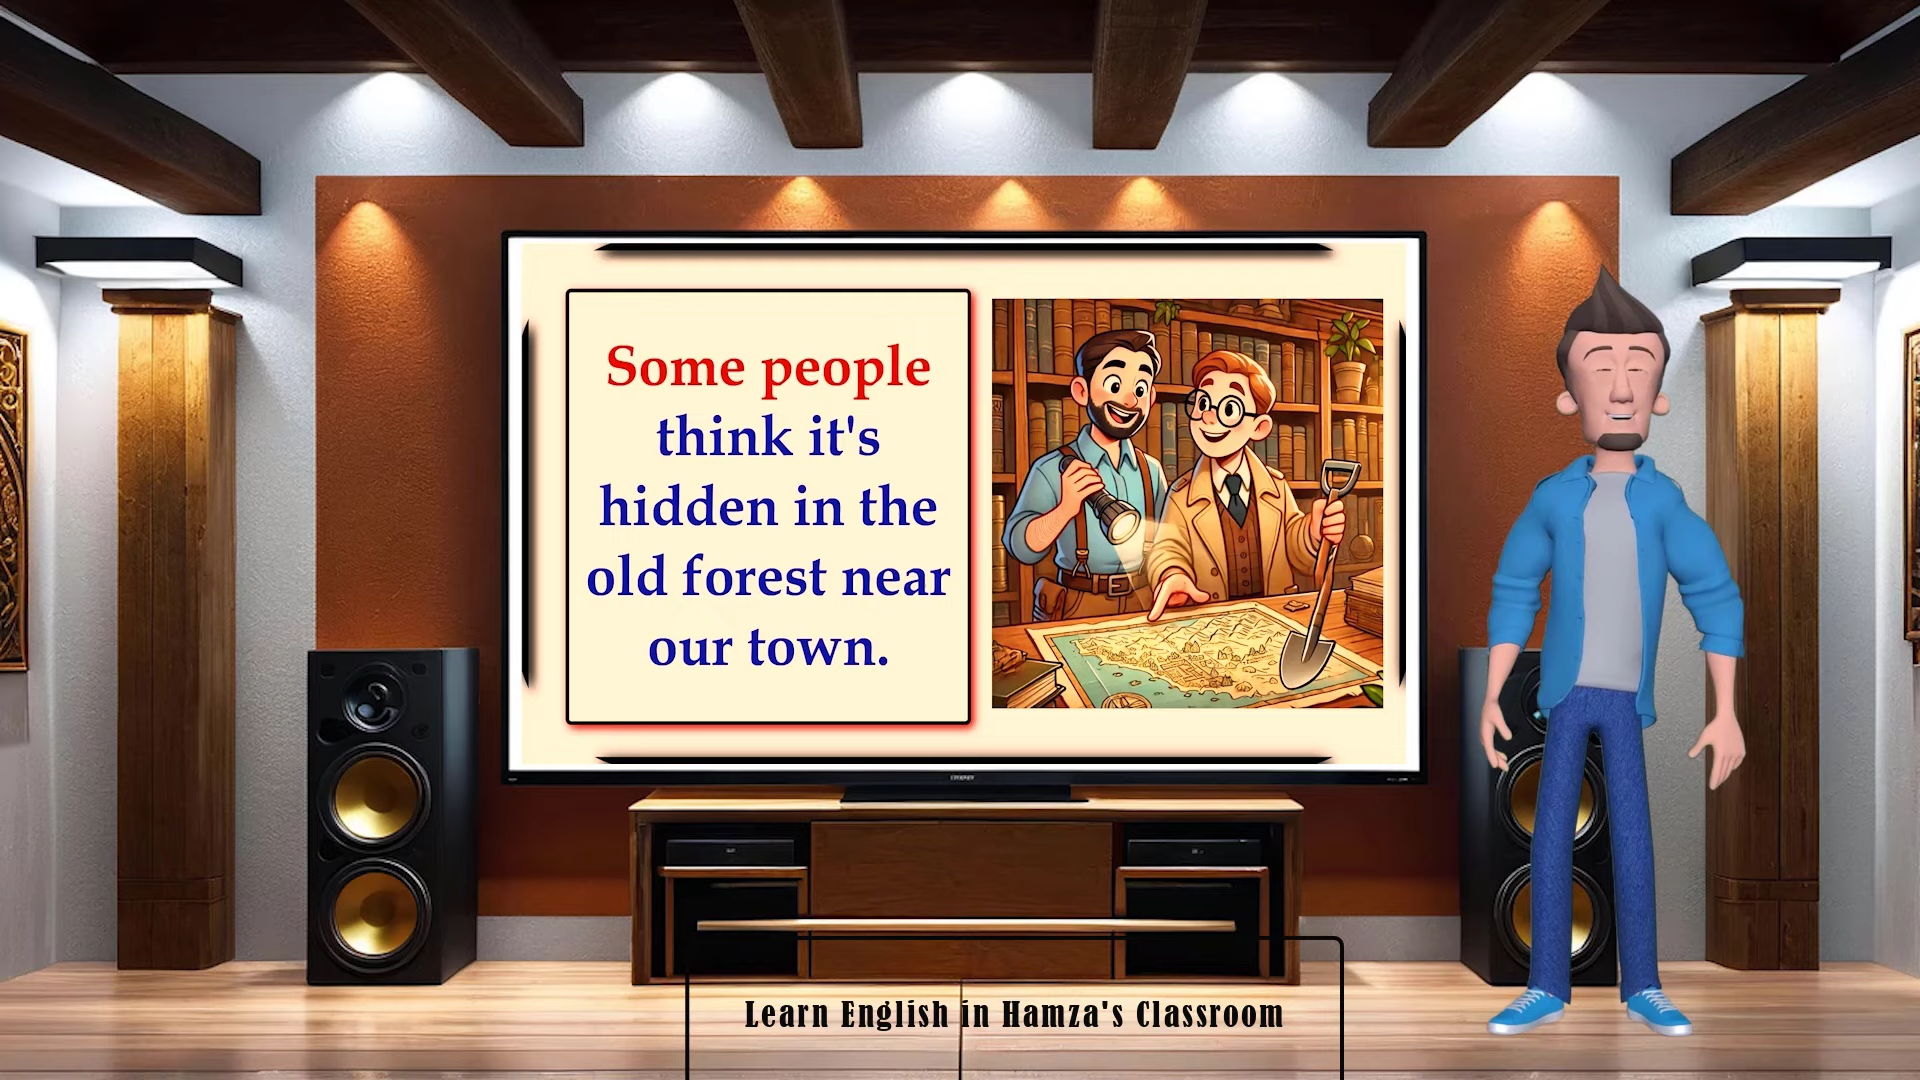 Some people
think it's
hidden in the
old forest near
our town.
Learn English in Hamza's Classroom